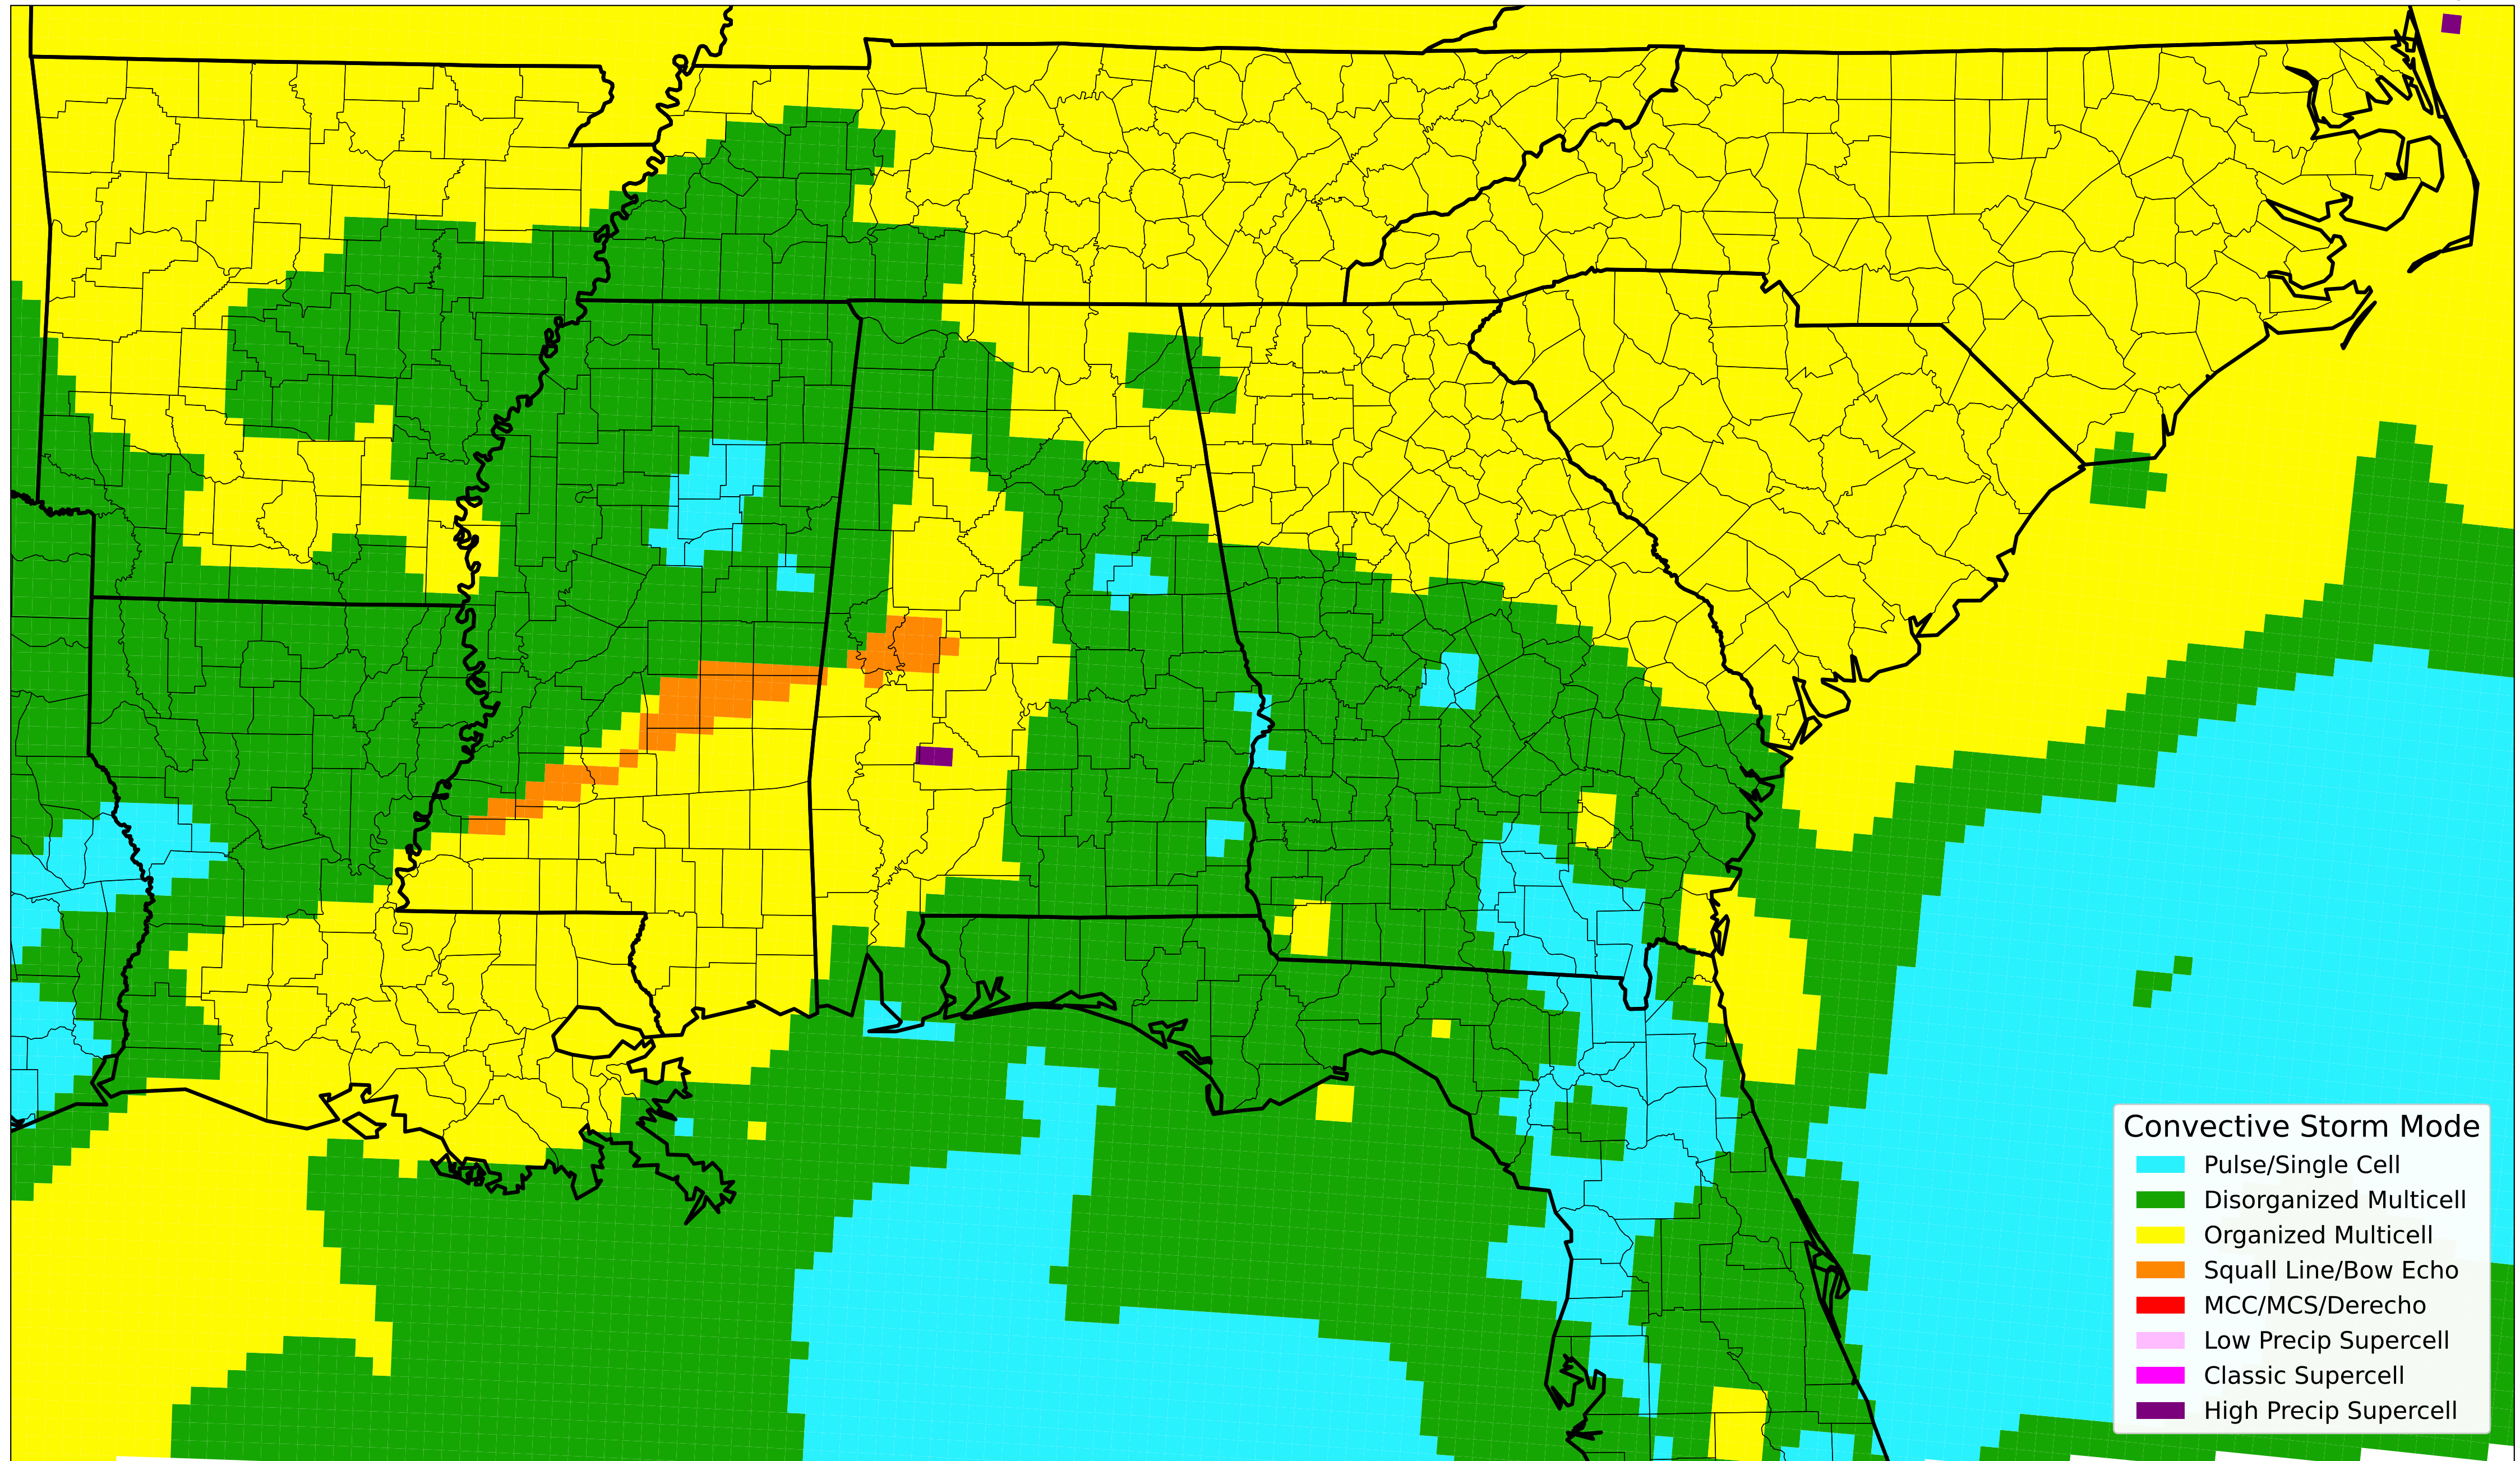 Convective Storm Mode
Pulse/Single Cell
Disorganized Multicell
Organized Multicell
Squall Line/Bow Echo
MCC/MCS/Derecho
Low Precip Supercell
Classic Supercell
High Precip Supercell